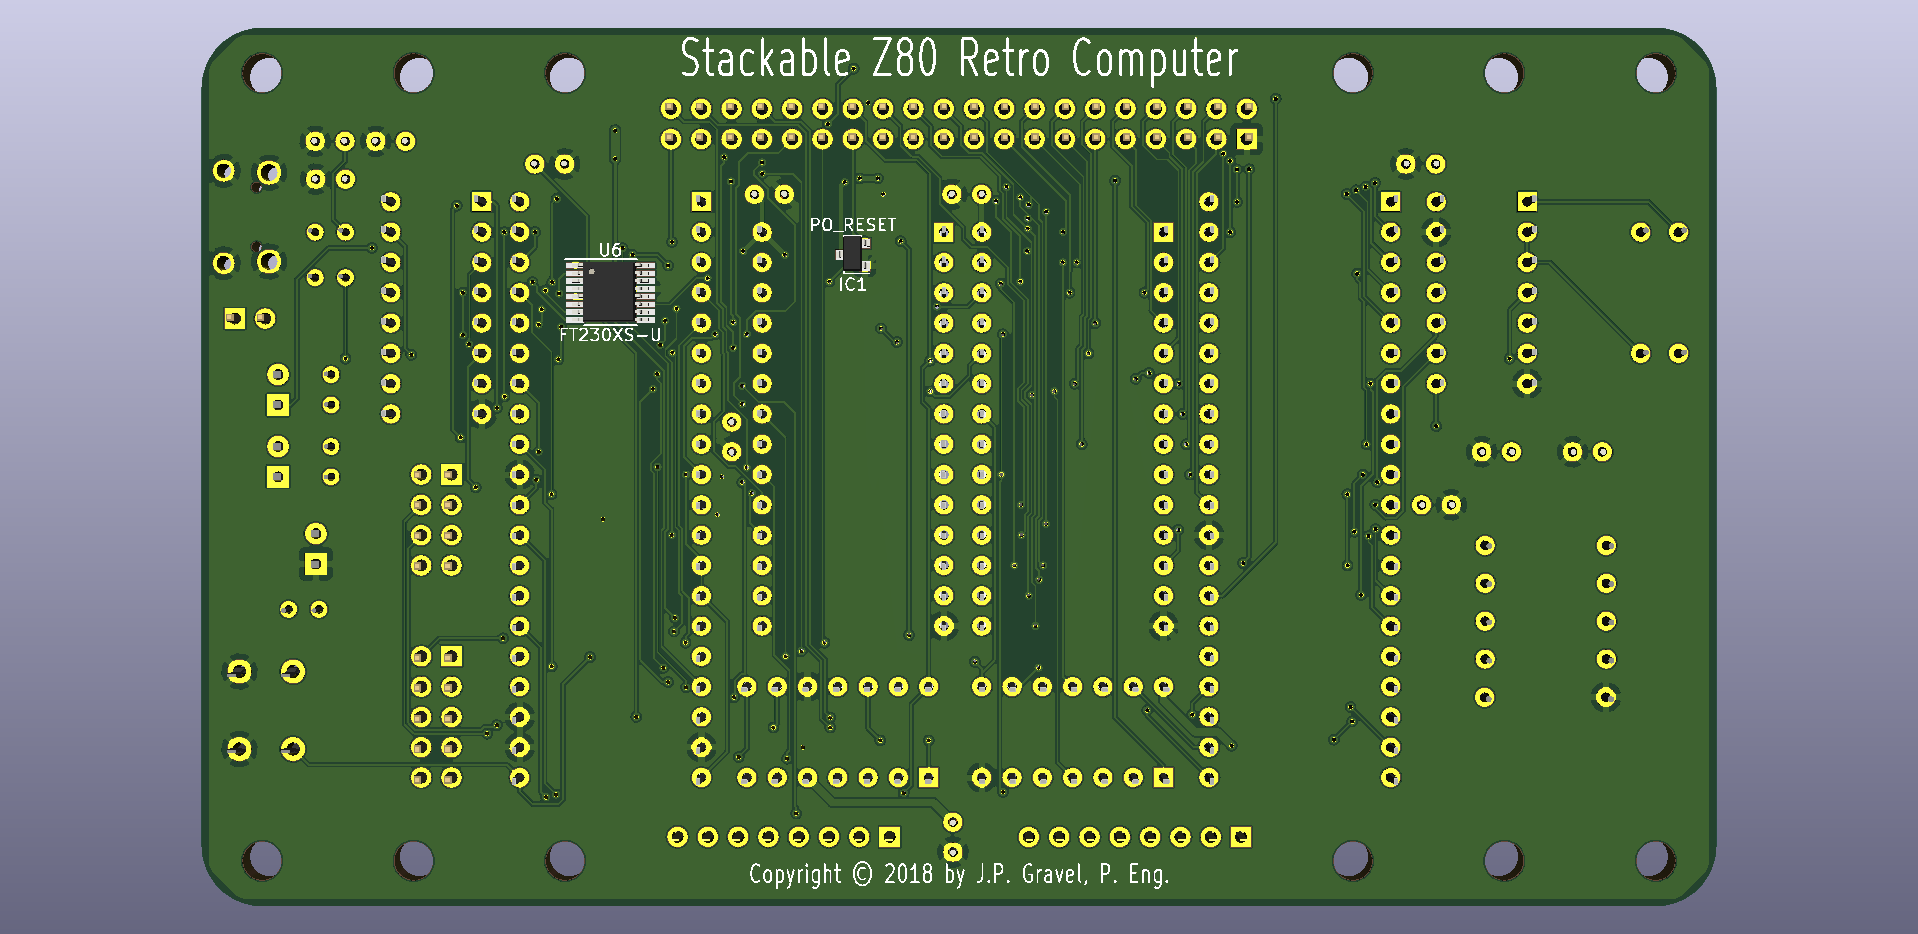 Stackable Z80 Retro Computer
PO_RESET
U6
IC1
FT230XS-U
Copyright © 2018 by J.P. Gravel, P. Eng.